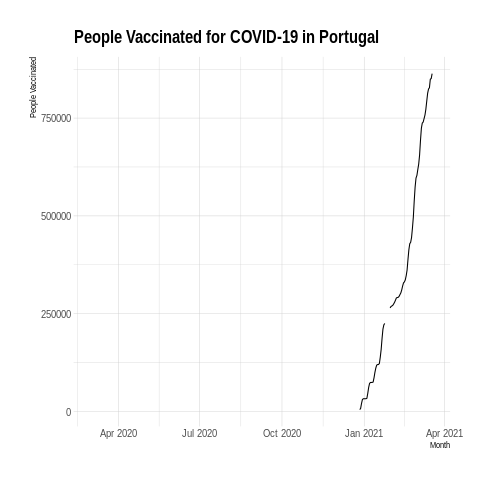 People Vaccinated for COVID-19 in Portugal
People Vaccinated
750000
500000
250000
0
Apr 2020 Jul 2020 Oct 2020 Jan 2021 Apr 2021
Month